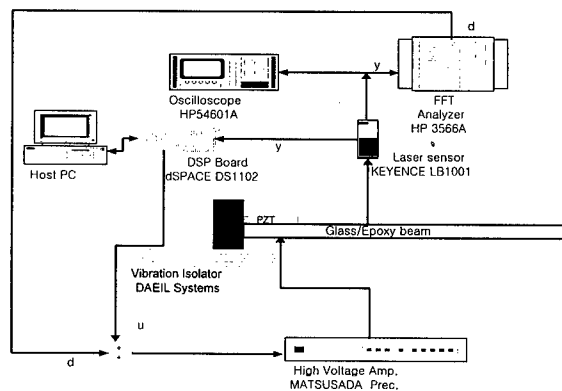 d
y
Oscilloscope
HP54601A
FFT
Analyzer
HP 3566A
Host PC
y
DSP Board
dSPACE DS1102
Laser sensor
KEYENCE LB1001
PZT
Glass/Epoxy beam
Vibration Isolator
DAEIL Systems
u
d
High Voltage Amp.
MATSUSADA Prec.